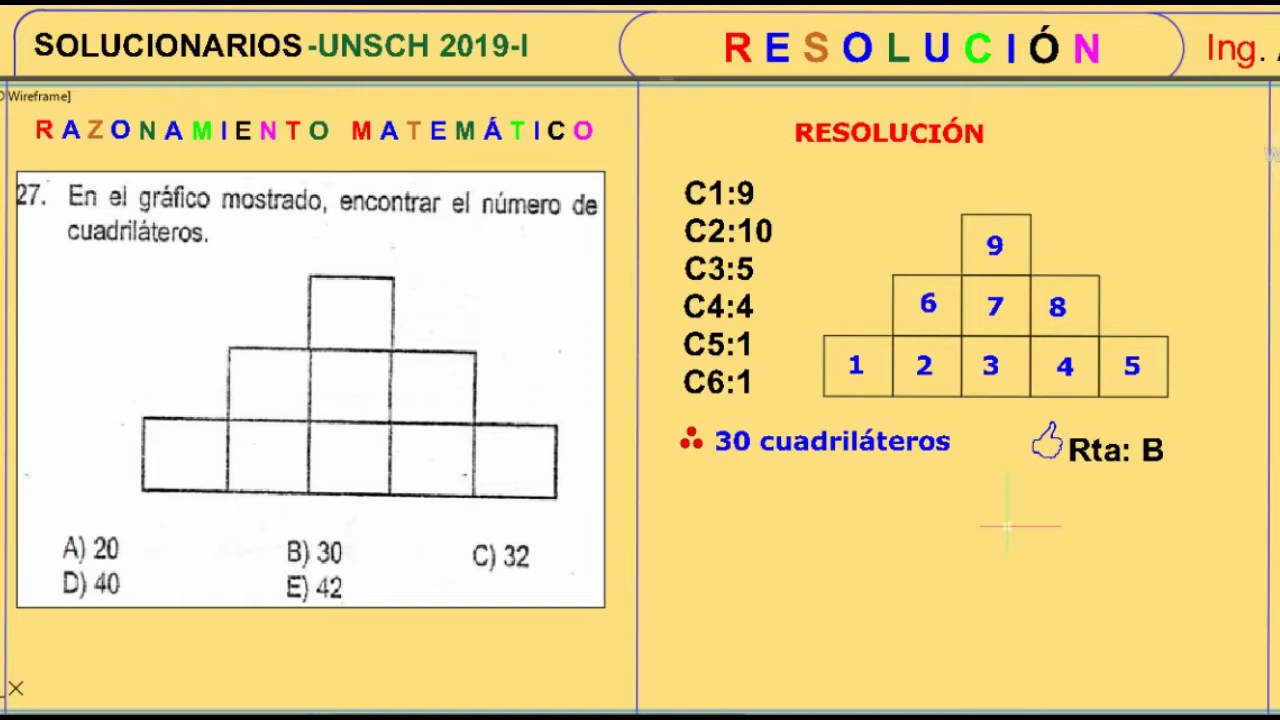 SOLUCIONARIOS -UNSCH 2019-I
RESOLUCIÓN
Ing.
Wireframe]
RAZONAMIENTO MATEMÁTICO
27. En el gráfico mostrado, encontrar el número de
cuadriláteros.
A) 20 B) 30 C) 32
D) 40 E) 42
RESOLUCIÓN
C1:9
C2:10
C3:5
C4:4
C5:1
C6:1
9
6 7 8
1 2 3 4 5
30 cuadriláteros
Rta: B